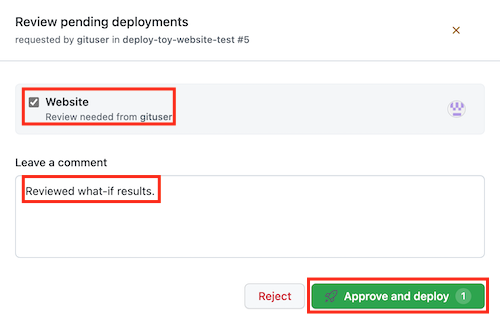 Review pending deployments
requested by gituser in deploy-toy-website-test #5
Website
Review needed from gituser
Leave a comment
Reviewed what-if results.
Reject
Approve and deploy 1